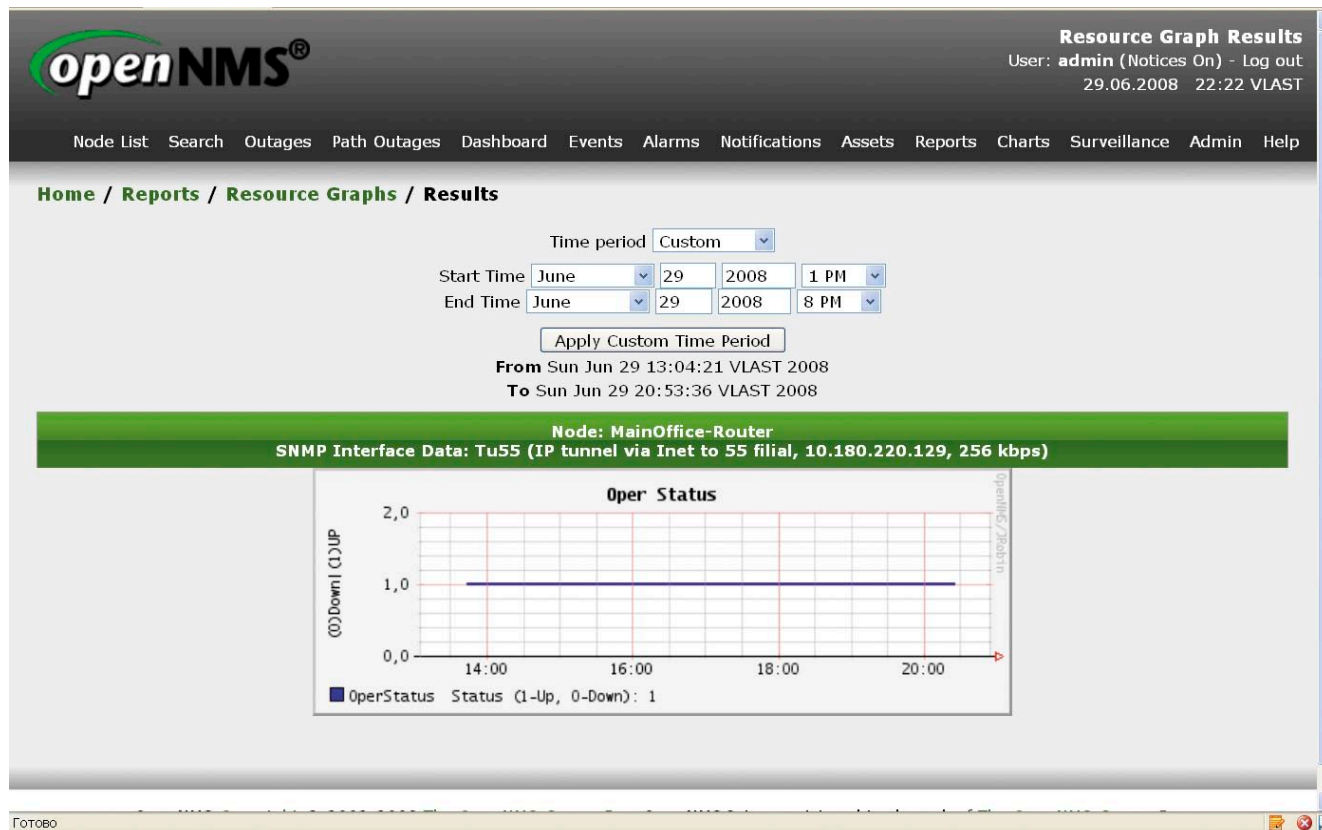 openNMS®
Resource Graph Results
User: admin (Notices On) - Log out
29.06.2008 22:22 VLAST
Node List Search Outages Path Outages Dashboard Events Alarms Notifications Assets Reports Charts Surveillance Admin Help
Home / Reports / Resource Graphs / Results
Time period Custom
Start Time June 29 2008 1 PM
End Time June 29 2008 8 PM
Apply Custom Time Period
From Sun Jun 29 13:04:21 VLAST 2008
To Sun Jun 29 20:53:36 VLAST 2008
Node: MainOffice-Router
SNMP Interface Data: Tu55 (IP tunnel via Inet to 55 filial, 10.180.220.129, 256 kbps)
Oper Status
OpenNMS/JRobin
(0)Down| (1)UP
2,0
1,0
0,0
14:00 16:00 18:00 20:00
OperStatus Status (1-Up, 0-Down): 1
Готово